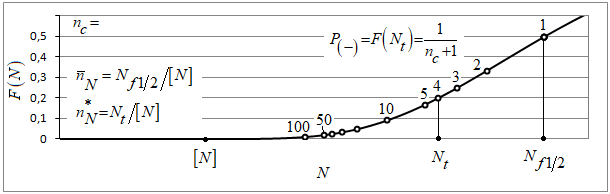 n_c =
P_(−)=F(N_t)=1/(n_c+1)
n̄_N = N_f1/2/[N]
n*_N=N_t/[N]
F(N)
0,5
0,4
0,3
0,2
0,1
0
100 50 10 5 4 3 2 1
[N] N N_t N_f1/2